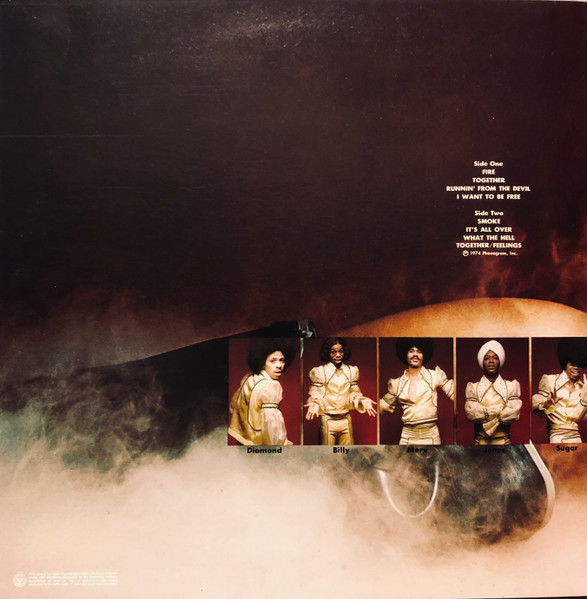 Side One
FIRE
TOGETHER
RUNNIN' FROM THE DEVIL
I WANT TO BE FREE
Side Two
SMOKE
IT'S ALL OVER
WHAT THE HELL
TOGETHER/FEELINGS
Ⓟ 1974 Phonogram, Inc.
Diamond Billy Merv Jones Sugar